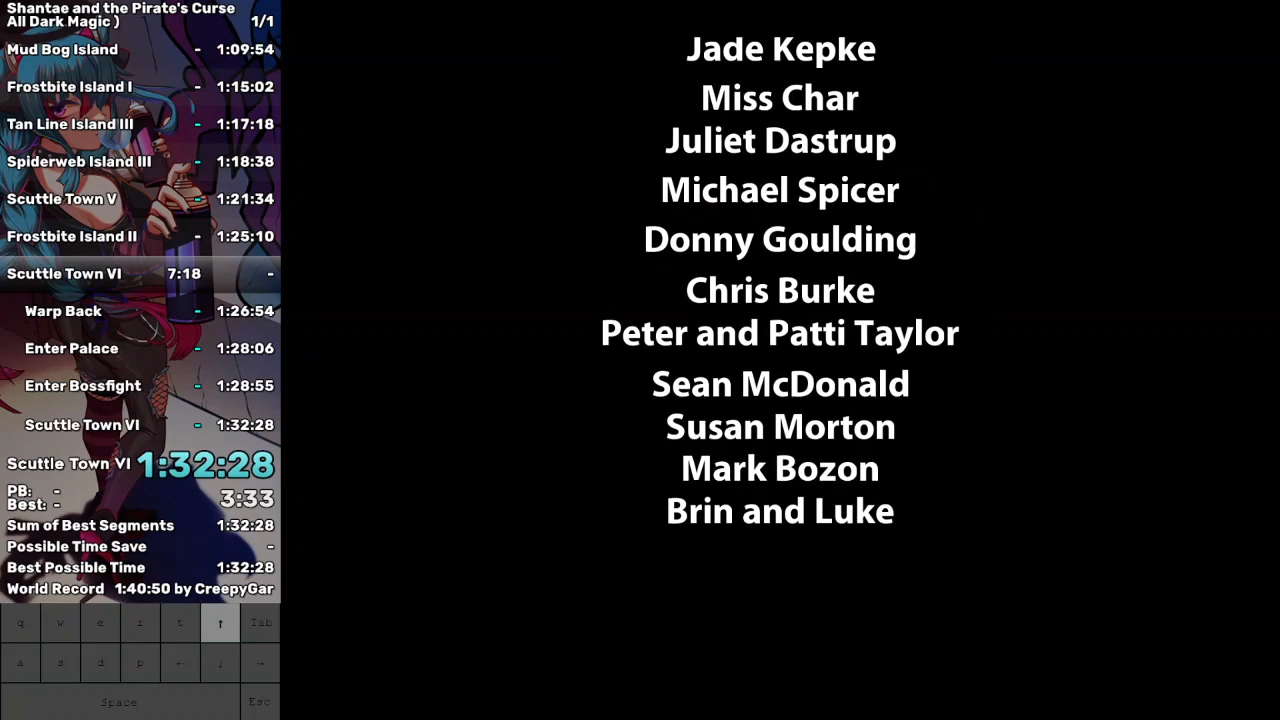 Shantae and the Pirate's Curse
All Dark Magic ) 1/1
Mud Bog Island - 1:09:54
Frostbite Island I - 1:15:02
Tan Line Island III - 1:17:18
Spiderweb Island III - 1:18:38
Scuttle Town V - 1:21:34
Frostbite Island II - 1:25:10
Scuttle Town VI 7:18 -
Warp Back - 1:26:54
Enter Palace - 1:28:06
Enter Bossfight - 1:28:55
Scuttle Town VI - 1:32:28
Scuttle Town VI 1:32:28
PB: -
Best: - 3:33
Sum of Best Segments 1:32:28
Possible Time Save -
Best Possible Time 1:32:28
World Record 1:40:50 by CreepyGar
q w e r t ↑ Tab
a s d p ← ↓ →
Space Esc
Jade Kepke
Miss Char
Juliet Dastrup
Michael Spicer
Donny Goulding
Chris Burke
Peter and Patti Taylor
Sean McDonald
Susan Morton
Mark Bozon
Brin and Luke